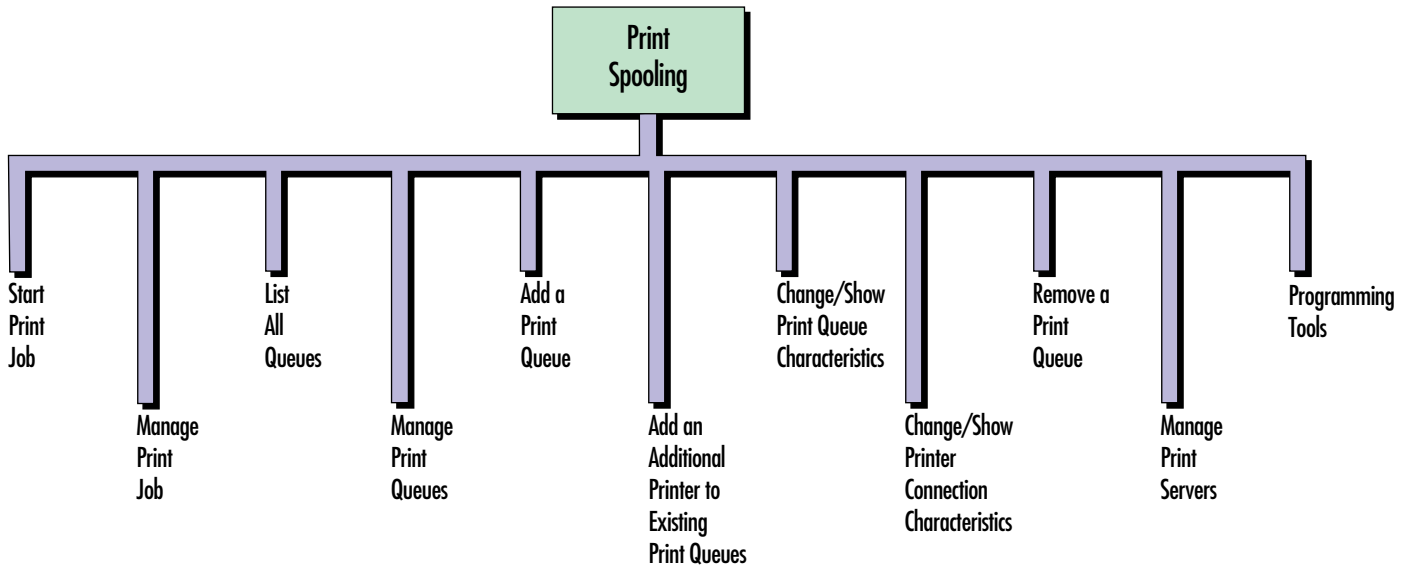 Print
Spooling
Start
Print
Job
Manage
Print
Job
List
All
Queues
Manage
Print
Queues
Add a
Print
Queue
Add an
Additional
Printer to
Existing
Print Queues
Change/Show
Print Queue
Characteristics
Change/Show
Printer
Connection
Characteristics
Remove a
Print
Queue
Manage
Print
Servers
Programming
Tools